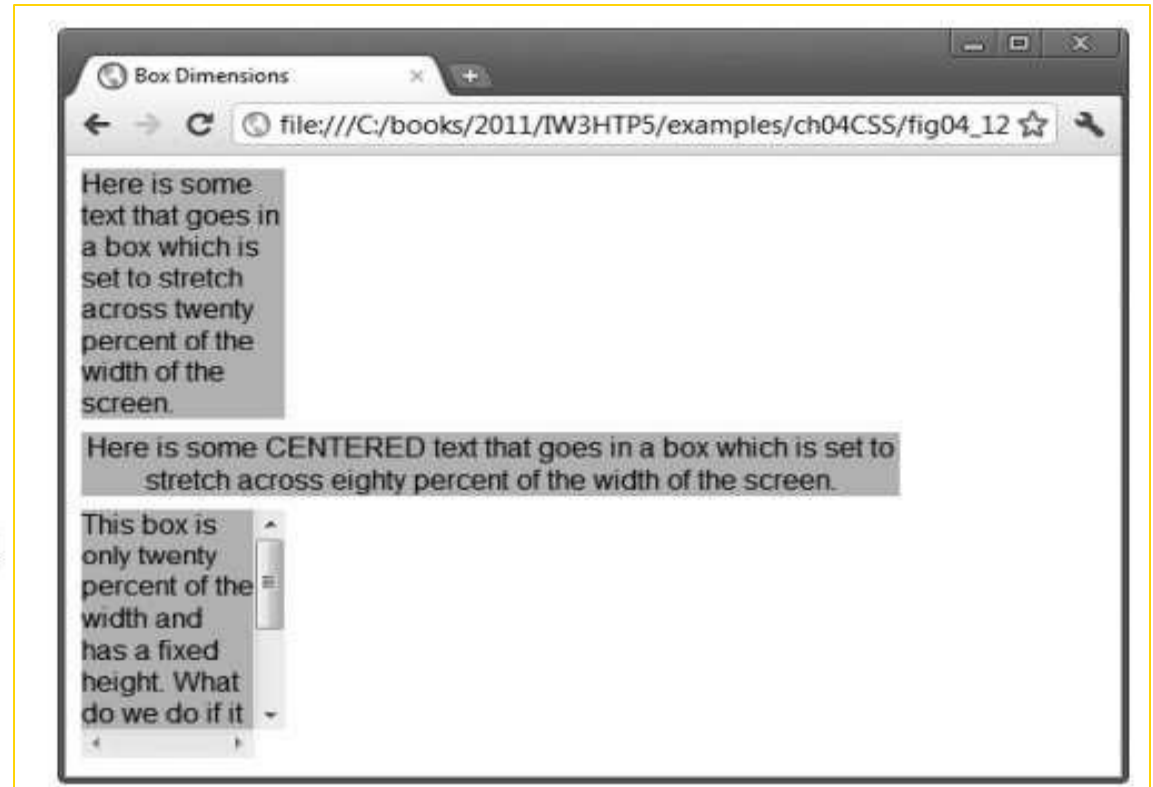 Box Dimensions
file:///C:/books/2011/IW3HTP5/examples/ch04CSS/fig04_12
Here is some
text that goes in
a box which is
set to stretch
across twenty
percent of the
width of the
screen.
Here is some CENTERED text that goes in a box which is set to
stretch across eighty percent of the width of the screen.
This box is
only twenty
percent of the
width and
has a fixed
height. What
do we do if it